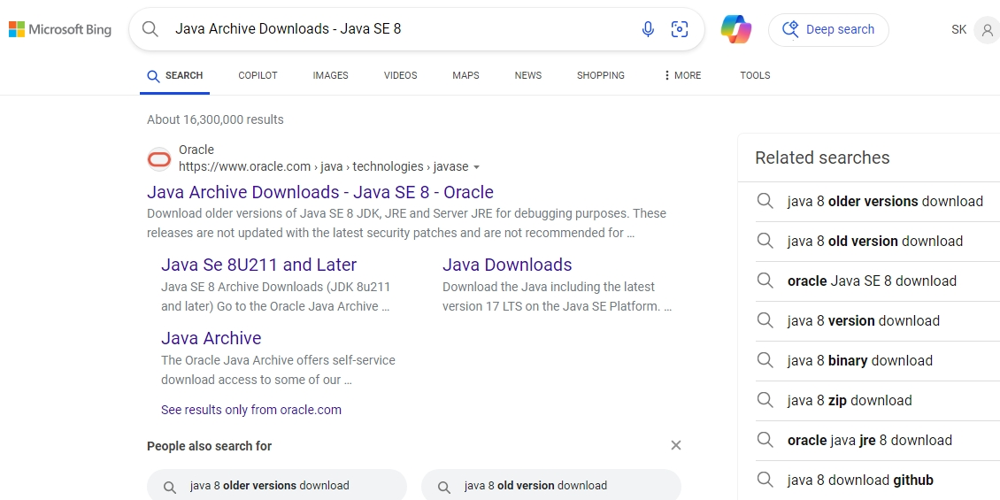 Microsoft Bing
Java Archive Downloads - Java SE 8
Deep search
SK
SEARCH
COPILOT
IMAGES
VIDEOS
MAPS
NEWS
SHOPPING
MORE
TOOLS
About 16,300,000 results
Oracle
https://www.oracle.com › java › technologies › javase
Java Archive Downloads - Java SE 8 - Oracle
Download older versions of Java SE 8 JDK, JRE and Server JRE for debugging purposes. These
releases are not updated with the latest security patches and are not recommended for ...
Java Se 8U211 and Later
Java SE 8 Archive Downloads (JDK 8u211
and later) Go to the Oracle Java Archive ...
Java Downloads
Download the Java including the latest
version 17 LTS on the Java SE Platform. ...
Java Archive
The Oracle Java Archive offers self-service
download access to some of our ...
See results only from oracle.com
People also search for
java 8 older versions download
java 8 old version download
Related searches
java 8 older versions download
java 8 old version download
oracle Java SE 8 download
java 8 version download
java 8 binary download
java 8 zip download
oracle java jre 8 download
java 8 download github